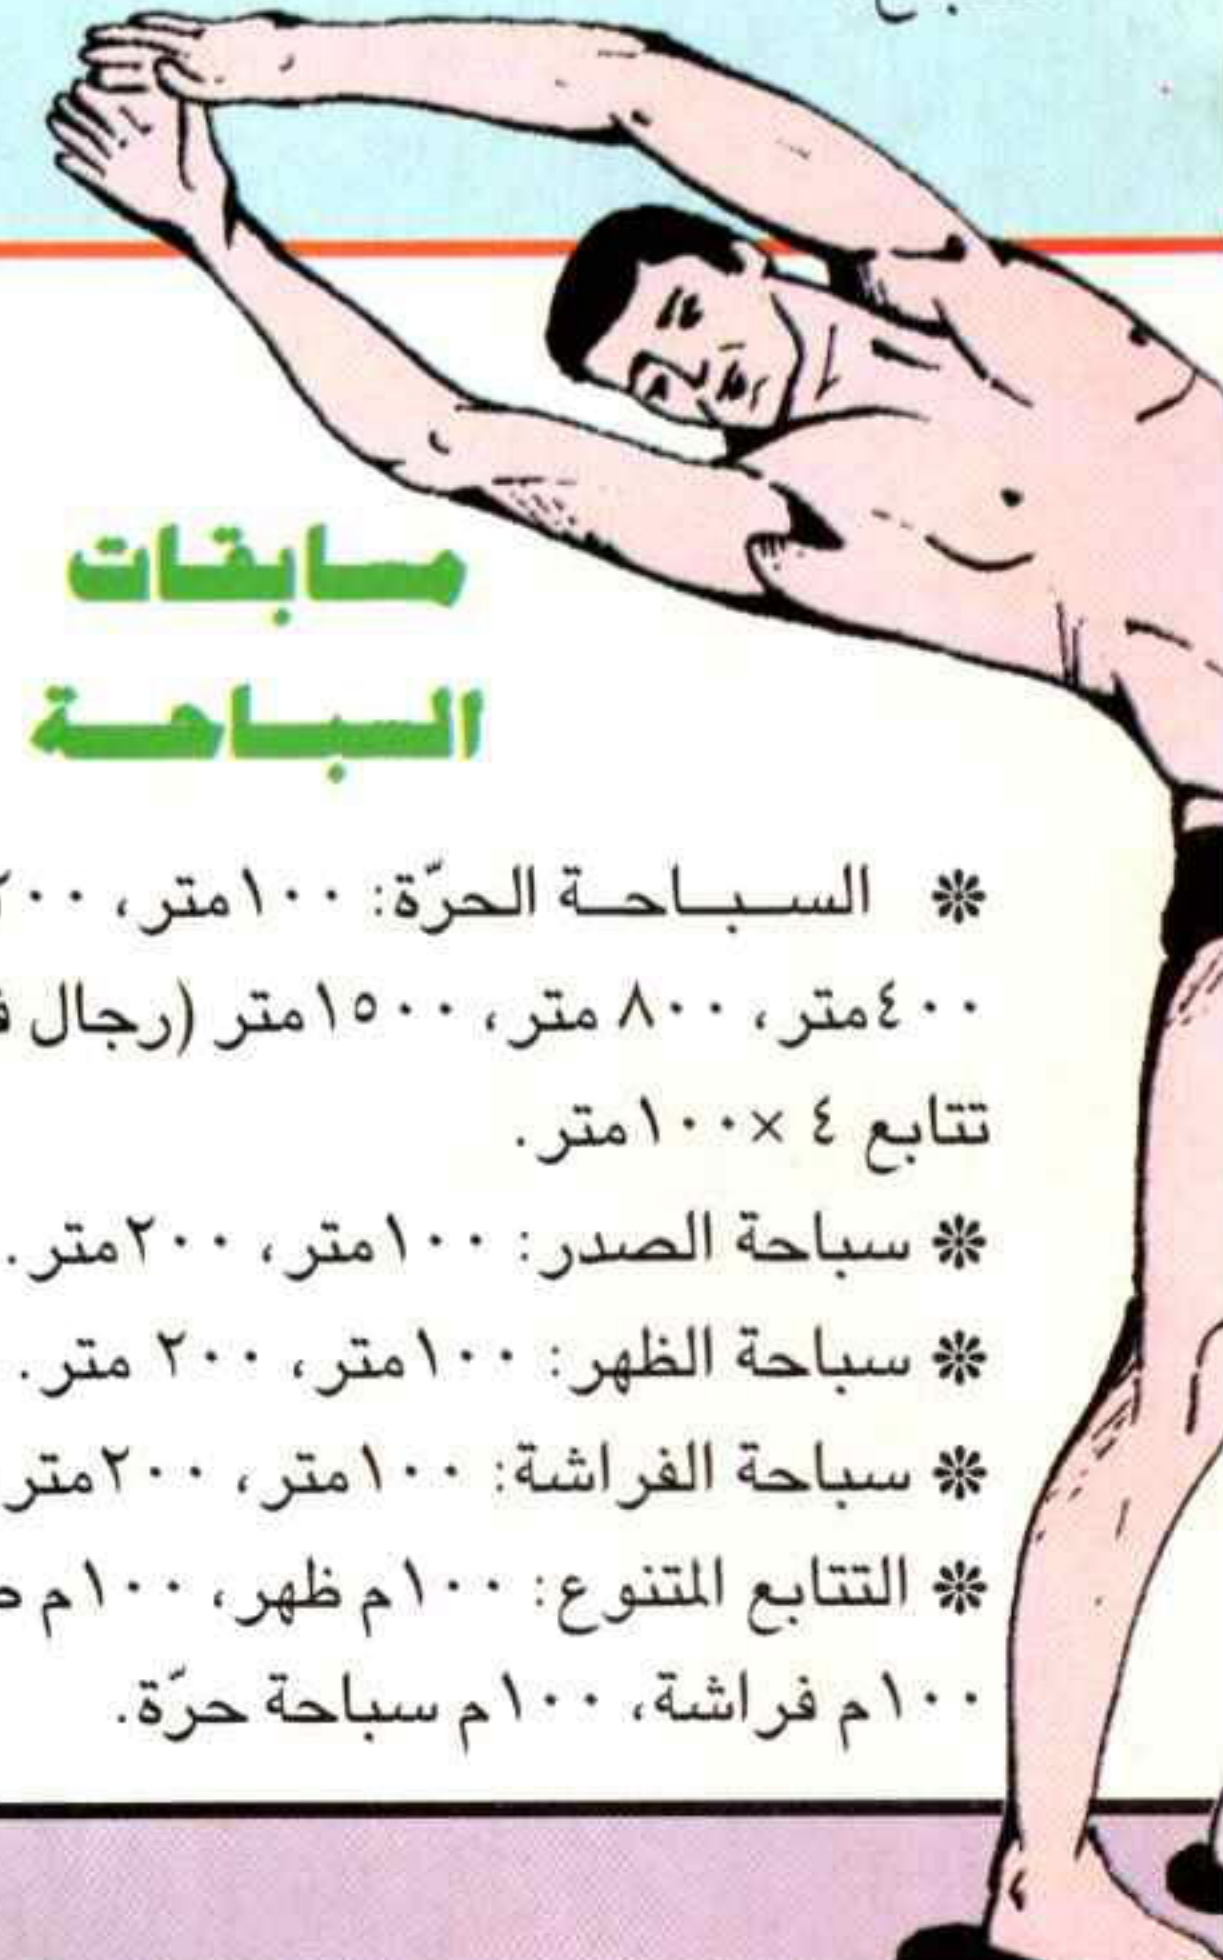 مسابقات
السباحة
❊ السباحة الحرّة: ١٠٠متر، ٢٠٠
٤٠٠متر، ٨٠٠ متر، ١٥٠٠متر (رجال
تتابع ٤ ×١٠٠متر.
❊ سباحة الصدر: ١٠٠متر، ٢٠٠متر.
❊ سباحة الظهر: ١٠٠متر، ٢٠٠ متر.
❊ سباحة الفراشة: ١٠٠متر، ٢٠٠متر
❊ التتابع المتنوع: ١٠٠م ظهر، ١٠٠م
١٠٠م فراشة، ١٠٠م سباحة حرّة.